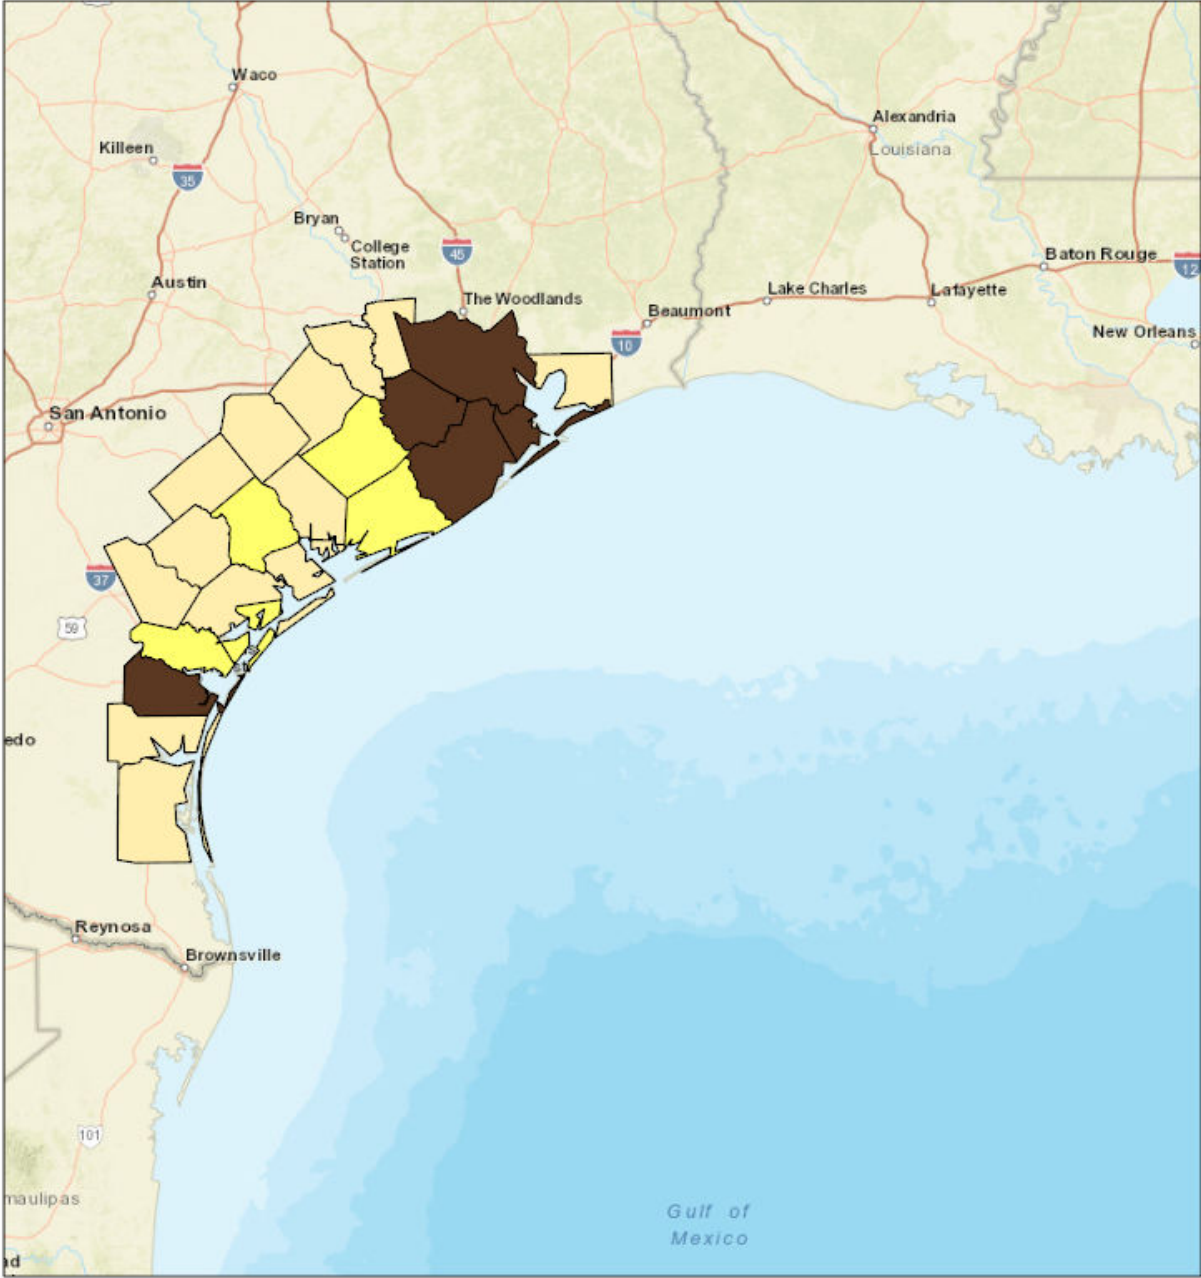 Waco
Killeen
35
Alexandria
Louisiana
Bryan
College
Station
45
Baton Rouge
12
Austin
The Woodlands
Lake Charles
Lafayette
Beaumont
10
New Orleans
San Antonio
37
59
edo
Reynosa
Brownsville
101
maulipas
Gulf of
Mexico
ad